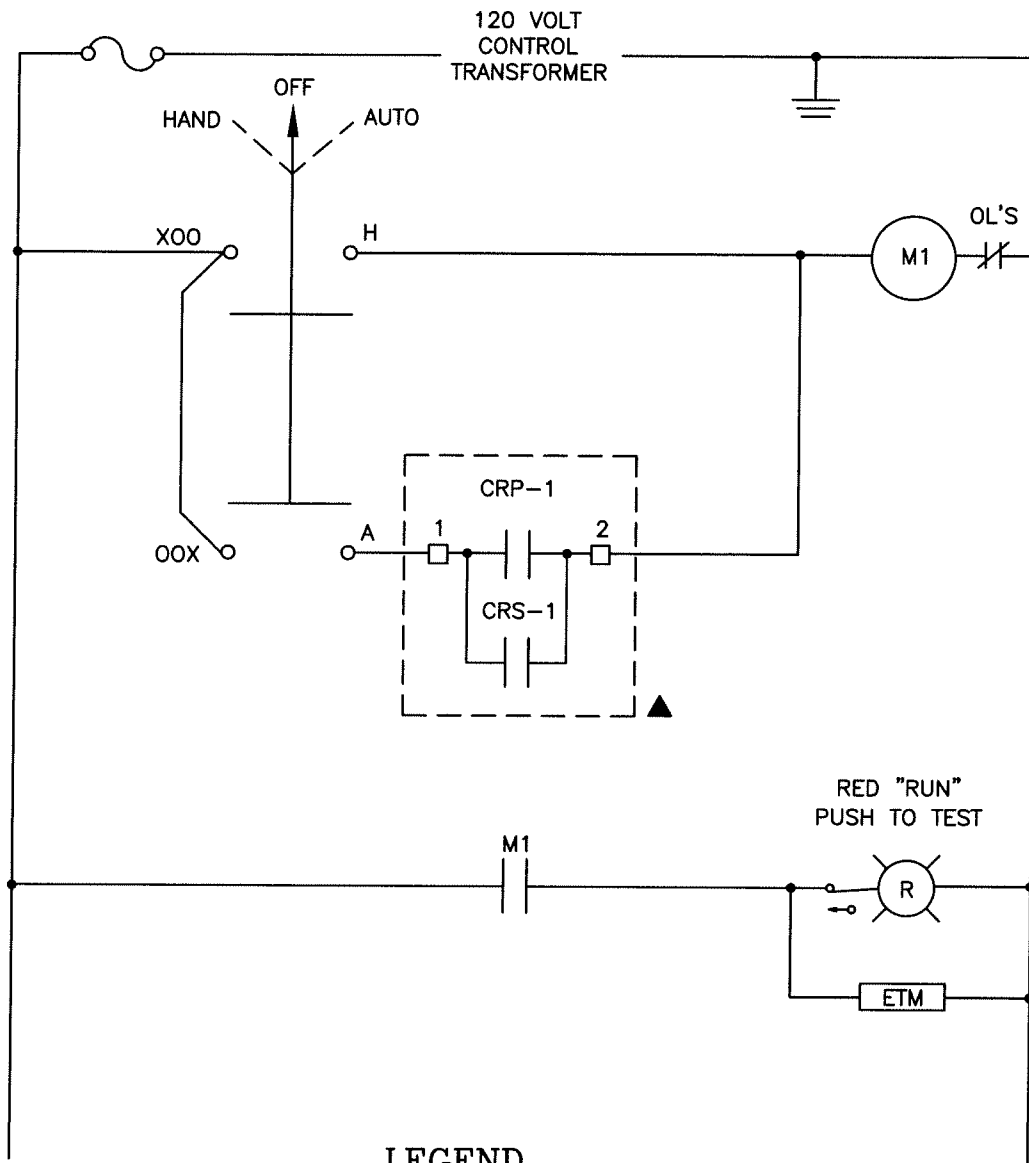 120 VOLT
CONTROL
TRANSFORMER
OFF
HAND
AUTO
XOO
H
M1
OL'S
CRP-1
A
1
2
OOX
CRS-1
RED "RUN"
PUSH TO TEST
M1
R
ETM
LEGEND